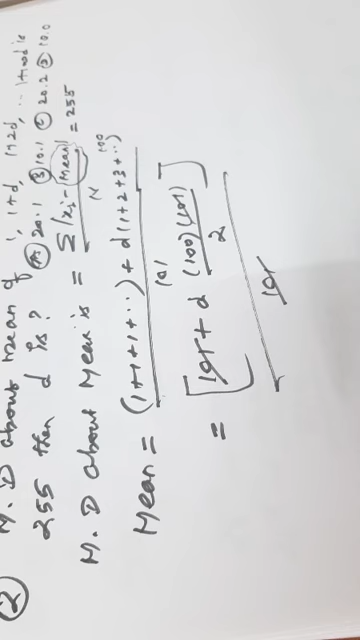 ② M. D about mean of 1, 1+d, 1+2d, ... 1+100d is
255 then d is? Ⓐ 20.1 Ⓑ 10.1 Ⓒ 20.2 Ⓓ 10.0
M. D about Mean is = Σ |xi - Mean| / N = 255
Mean = (1+1+1+..) + d(1+2+3+..100) / 101
= [101 + d (100)(101) / 2] / 101